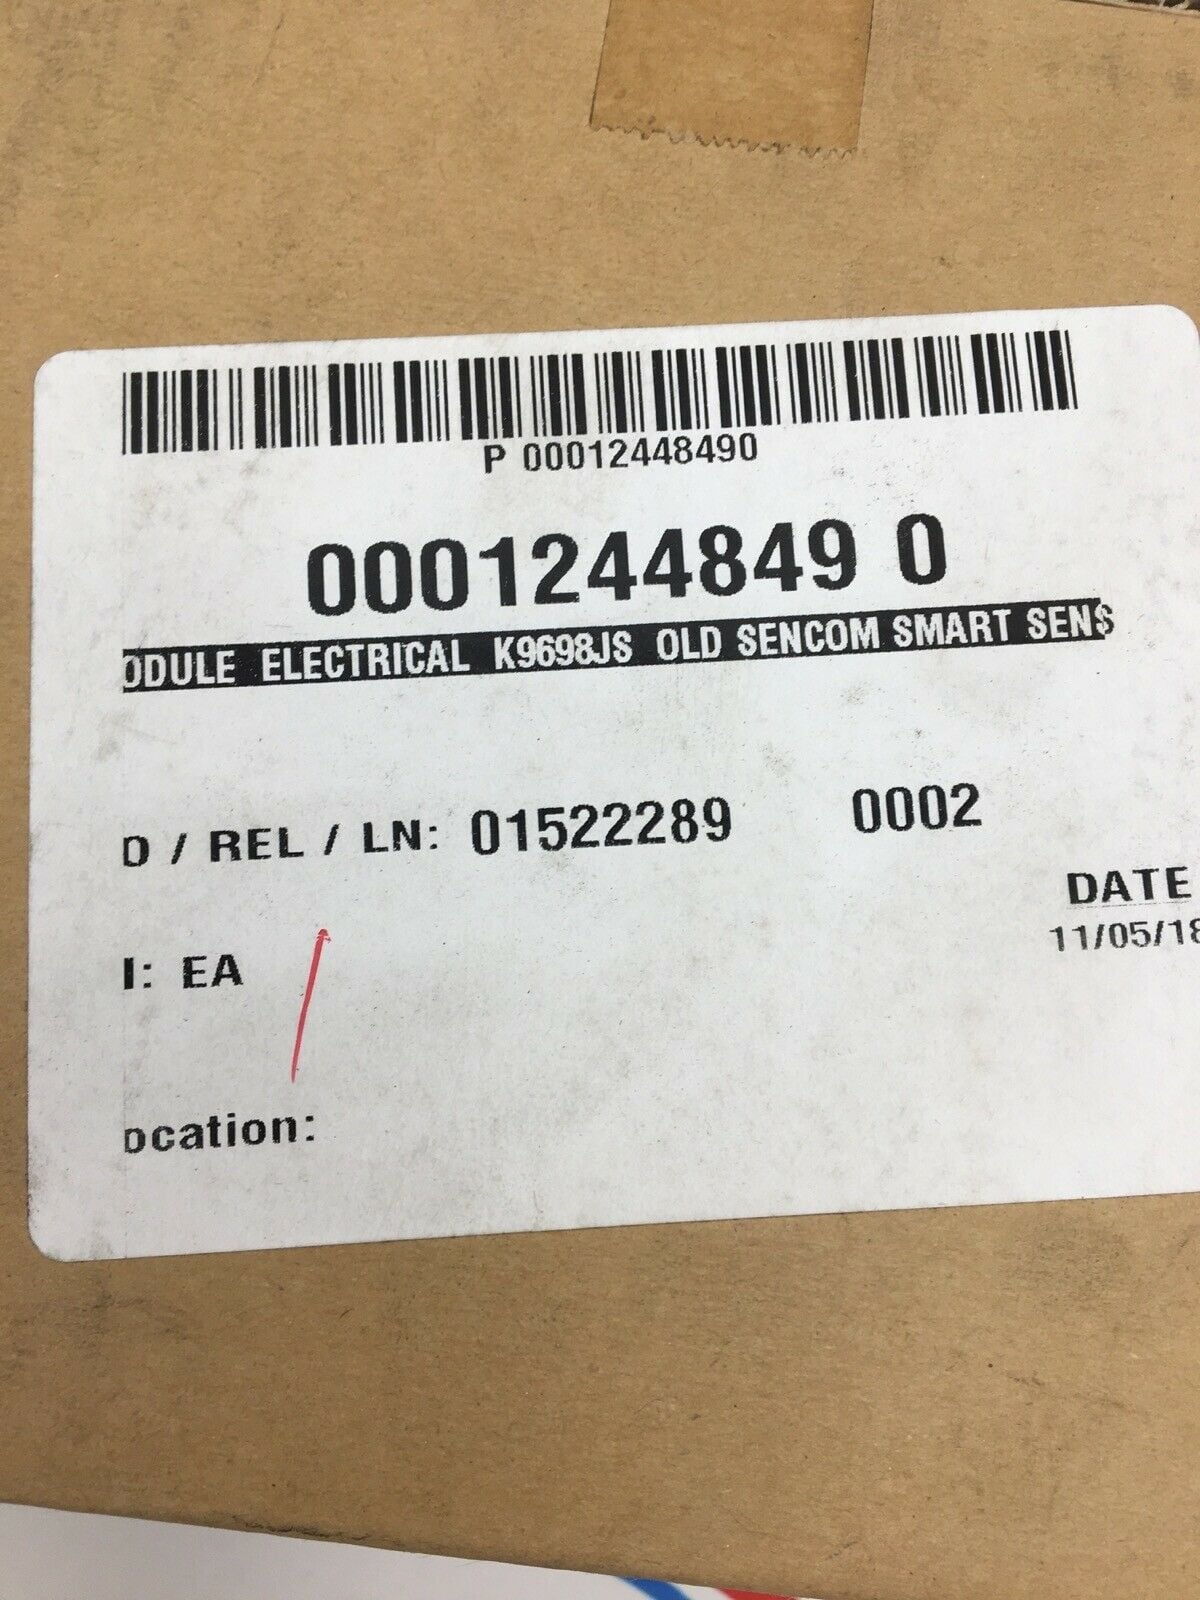 P 00012448490
0001244849 0
ODULE ELECTRICAL K9698JS OLD SENCOM SMART SENS
O / REL / LN: 01522289 0002
DATE
11/05/18
I: EA
ocation: